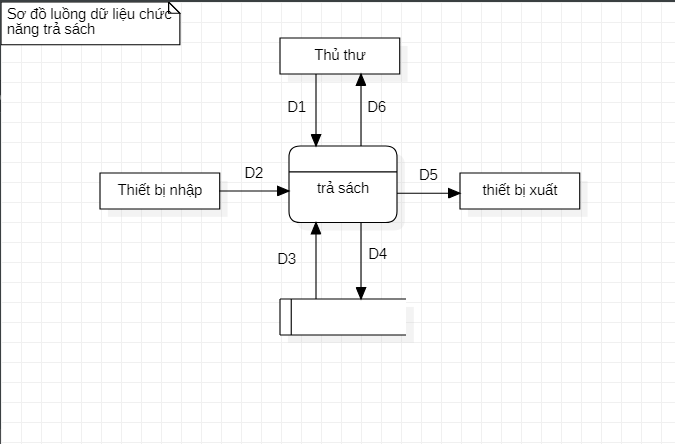 Sơ đồ luồng dữ liệu chức
năng trả sách
Thủ thư
D1
D6
D2
D5
Thiết bị nhập
trả sách
thiết bị xuất
D3
D4